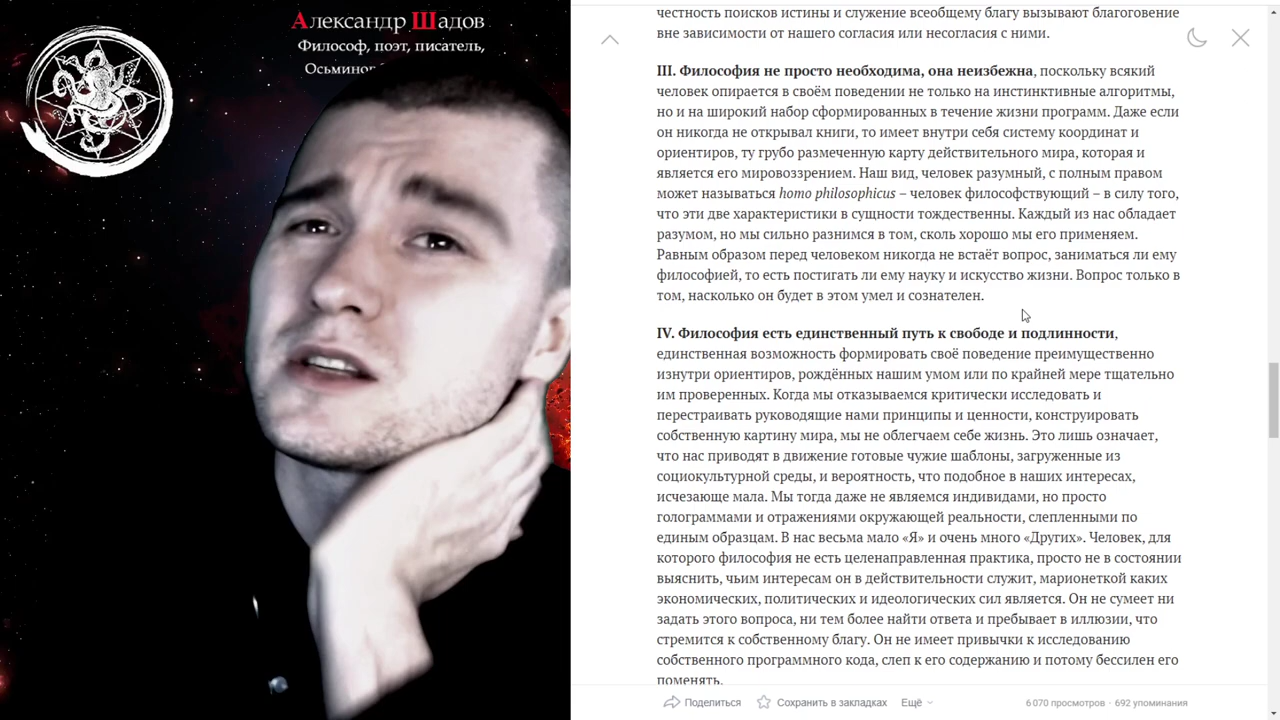 Александр Шадов
Философ, поэт, писатель,
честность поисков истины и служение всеобщему благу вызывают благоговение
вне зависимости от нашего согласия или несогласия с ними.
III. Философия не просто необходима, она неизбежна, поскольку всякий
человек опирается в своём поведении не только на инстинктивные алгоритмы,
но и на широкий набор сформированных в течение жизни программ. Даже если
он никогда не открывал книги, то имеет внутри себя систему координат и
ориентиров, ту грубо размеченную карту действительного мира, которая и
является его мировоззрением. Наш вид, человек разумный, с полным правом
может называться homo philosophicus – человек философствующий – в силу того,
что эти две характеристики в сущности тождественны. Каждый из нас обладает
разумом, но мы сильно разнимся в том, сколь хорошо мы его применяем.
Равным образом перед человеком никогда не встаёт вопрос, заниматься ли ему
философией, то есть постигать ли ему науку и искусство жизни. Вопрос только в
том, насколько он будет в этом умел и сознателен.
IV. Философия есть единственный путь к свободе и подлинности,
единственная возможность формировать своё поведение преимущественно
изнутри ориентиров, рождённых нашим умом или по крайней мере тщательно
им проверенных. Когда мы отказываемся критически исследовать и
перестраивать руководящие нами принципы и ценности, конструировать
собственную картину мира, мы не облегчаем себе жизнь. Это лишь означает,
что нас приводят в движение готовые чужие шаблоны, загруженные из
социокультурной среды, и вероятность, что подобное в наших интересах,
исчезающе мала. Мы тогда даже не являемся индивидами, но просто
голограммами и отражениями окружающей реальности, слепленными по
единым образцам. В нас весьма мало «Я» и очень много «Других». Человек, для
которого философия не есть целенаправленная практика, просто не в состоянии
выяснить, чьим интересам он в действительности служит, марионеткой каких
экономических, политических и идеологических сил является. Он не сумеет ни
задать этого вопроса, ни тем более найти ответа и пребывает в иллюзии, что
стремится к собственному благу. Он не имеет привычки к исследованию
собственного программного кода, слеп к его содержанию и потому бессилен его
поменять.
Поделиться Сохранить в закладках Ещё 6 070 просмотров · 692 упоминания